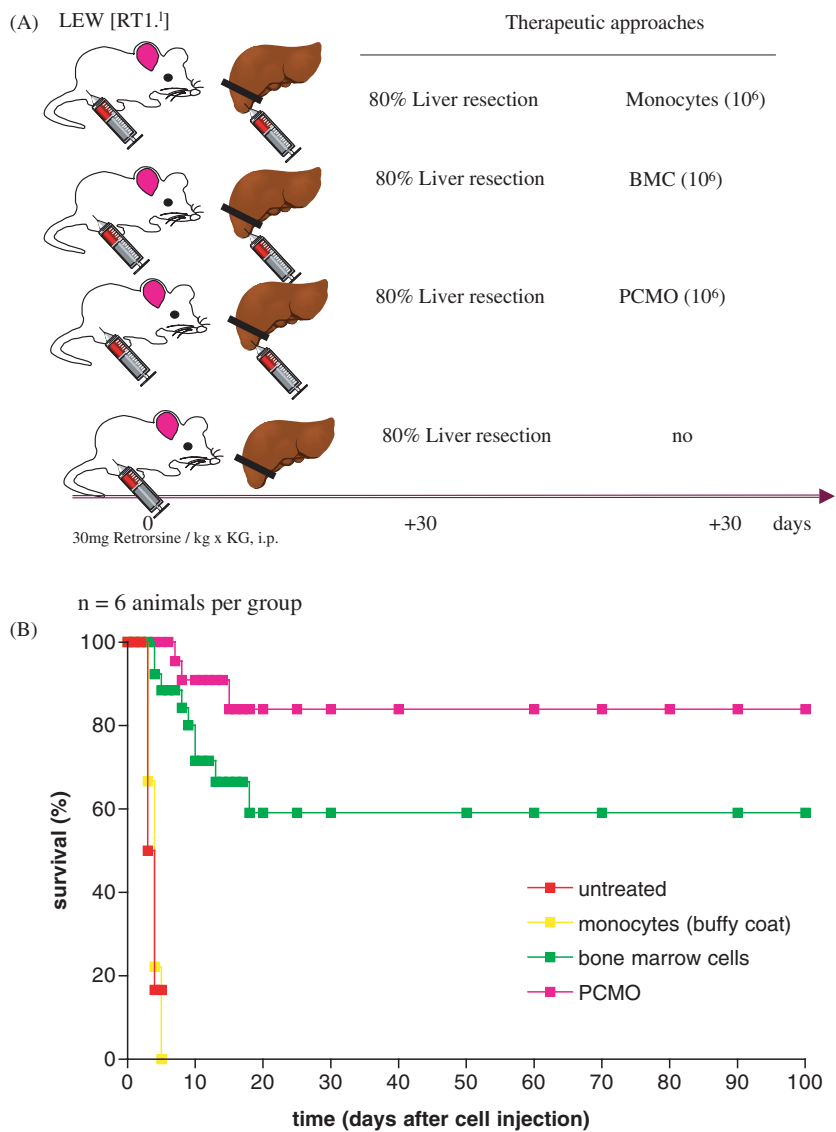 (A) LEW [RT1.ˡ]
Therapeutic approaches
80% Liver resection Monocytes (10⁶)
80% Liver resection BMC (10⁶)
80% Liver resection PCMO (10⁶)
80% Liver resection no
0 +30 +30 days
30mg Retrorsine / kg x KG, i.p.
n = 6 animals per group
(B)
survival (%)
100
80
60
40
20
0
untreated
monocytes (buffy coat)
bone marrow cells
PCMO
0 10 20 30 40 50 60 70 80 90 100
time (days after cell injection)